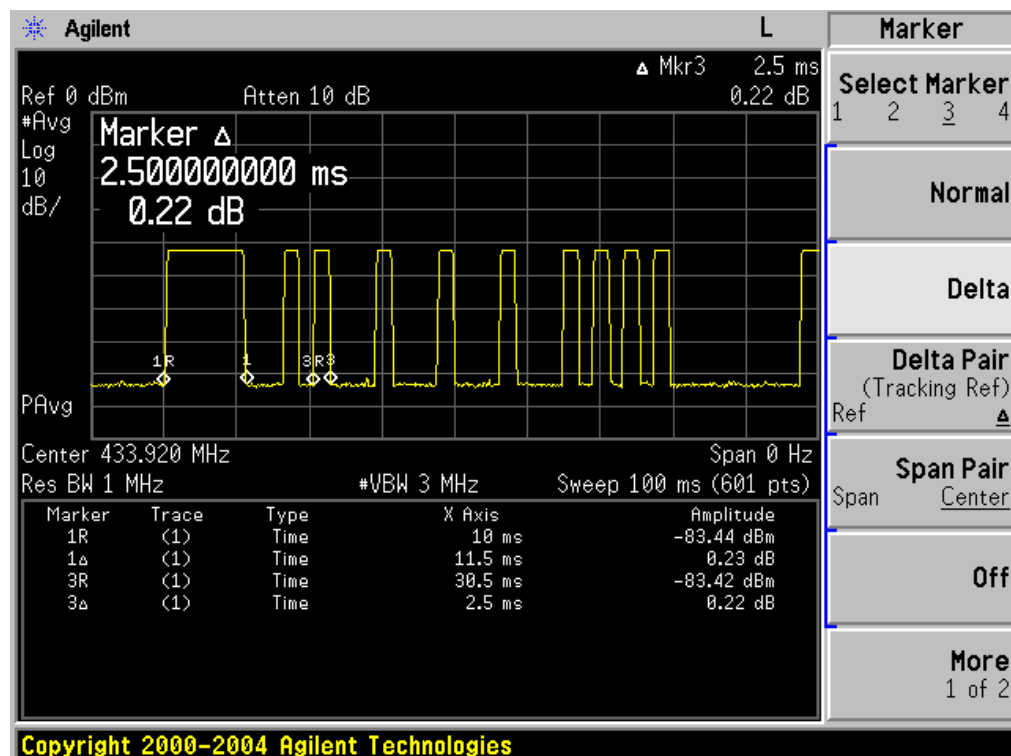 Agilent L
Δ Mkr3 2.5 ms
Ref 0 dBm Atten 10 dB 0.22 dB
#Avg
Log
10
dB/
Marker Δ
2.500000000 ms
0.22 dB
1R 1 3R 3
PAvg
Center 433.920 MHz Span 0 Hz
Res BW 1 MHz #VBW 3 MHz Sweep 100 ms (601 pts)
Marker Trace Type X Axis Amplitude
1R (1) Time 10 ms -83.44 dBm
1Δ (1) Time 11.5 ms 0.23 dB
3R (1) Time 30.5 ms -83.42 dBm
3Δ (1) Time 2.5 ms 0.22 dB
Marker
Select Marker
1 2 3 4
Normal
Delta
Delta Pair
(Tracking Ref)
Ref Δ
Span Pair
Span Center
Off
More
1 of 2
Copyright 2000-2004 Agilent Technologies